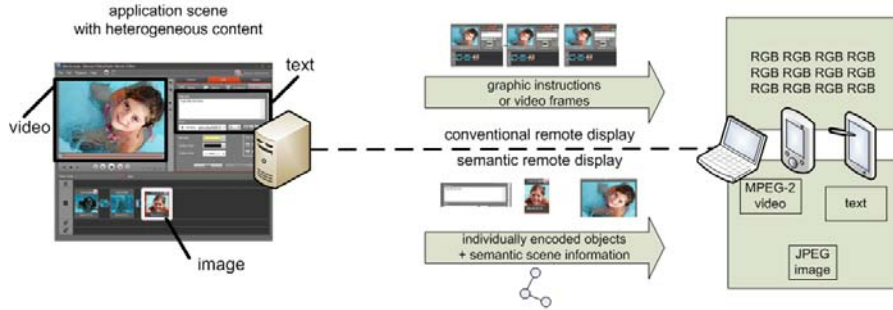 application scene
with heterogeneous content
text
video
image
graphic instructions
or video frames
conventional remote display
semantic remote display
individually encoded objects
+ semantic scene information
RGB RGB RGB RGB
RGB RGB RGB RGB
RGB RGB RGB RGB
MPEG-2
video
text
JPEG
image